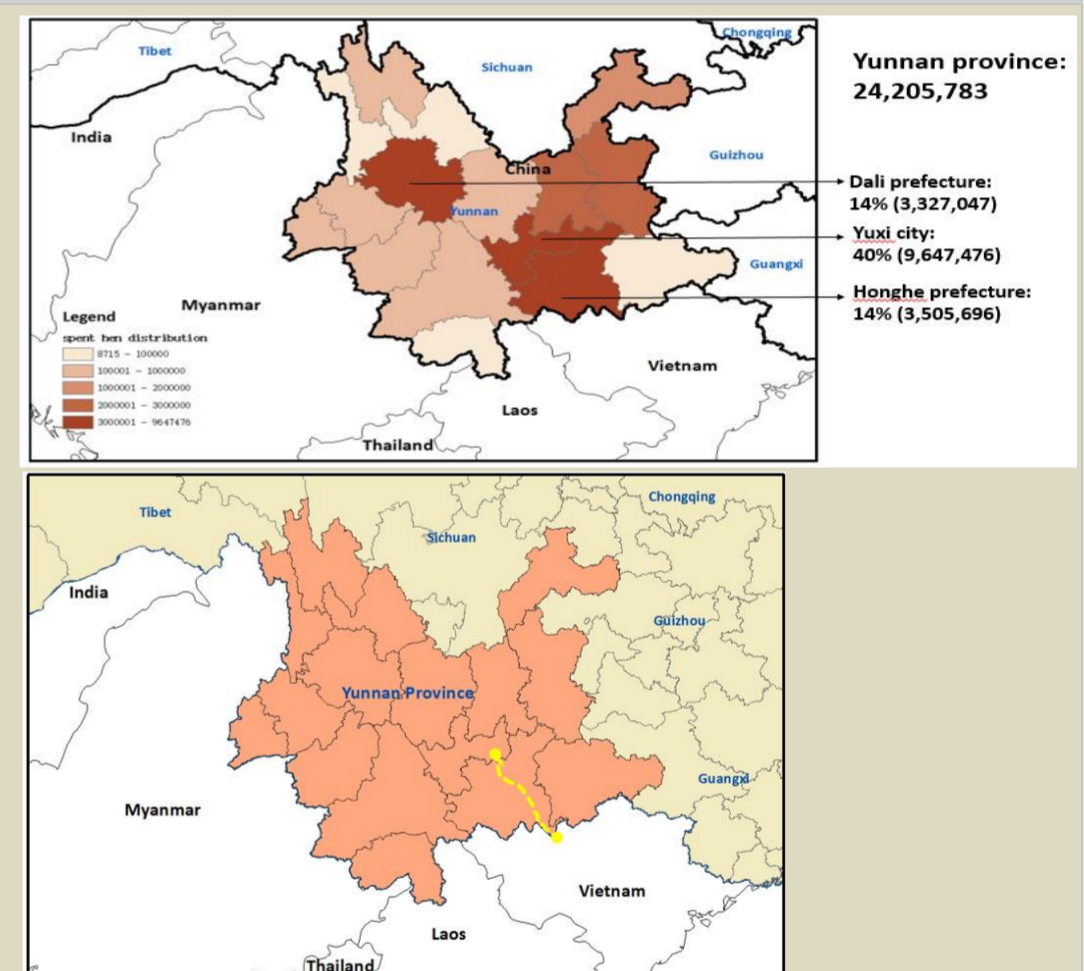 Tibet
Sichuan
Chongqing
India
China
Guizhou
Yunnan
Guangxi
Myanmar
Vietnam
Laos
Thailand
Legend
spent hen distribution
8715 - 100000
100001 - 1000000
1000001 - 2000000
2000001 - 3000000
3000001 - 9647476
Yunnan province:
24,205,783
Dali prefecture:
14% (3,327,047)
Yuxi city:
40% (9,647,476)
Honghe prefecture:
14% (3,505,696)
Tibet
Chongqing
Sichuan
India
Guizhou
Yunnan Province
Guangxi
Myanmar
Vietnam
Laos
Thailand